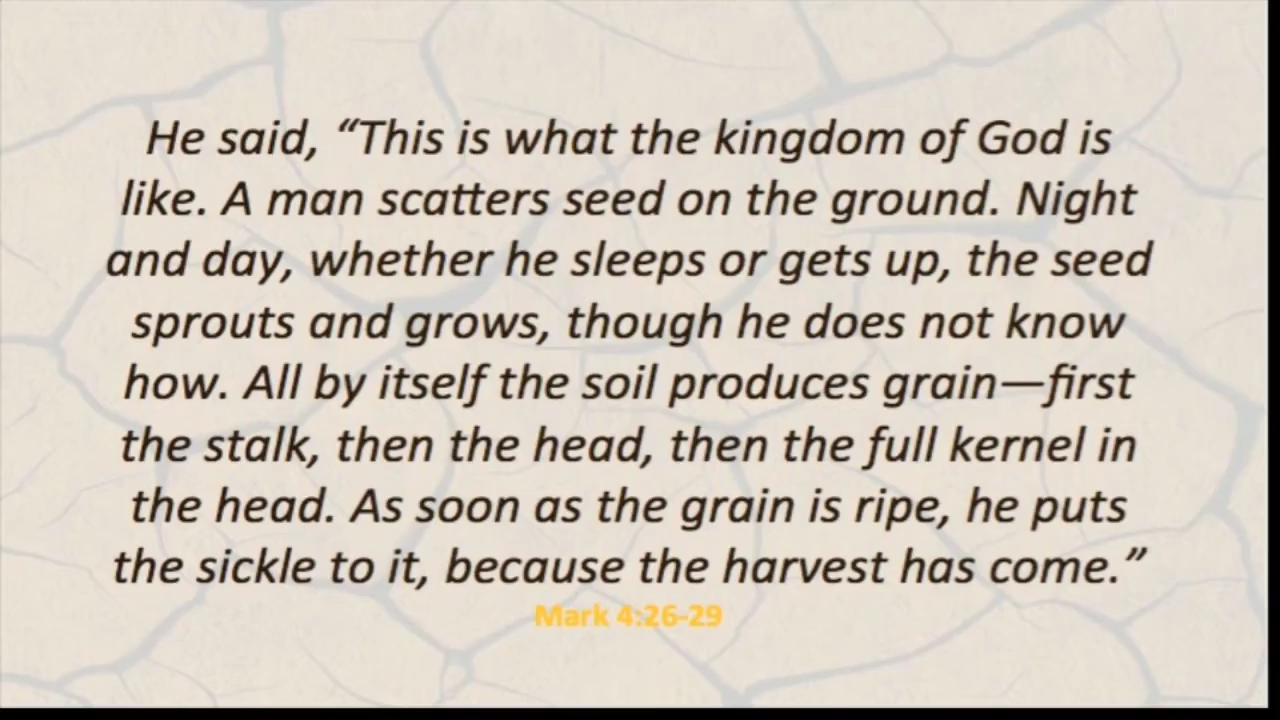 He said, “This is what the kingdom of God is
like. A man scatters seed on the ground. Night
and day, whether he sleeps or gets up, the seed
sprouts and grows, though he does not know
how. All by itself the soil produces grain—first
the stalk, then the head, then the full kernel in
the head. As soon as the grain is ripe, he puts
the sickle to it, because the harvest has come.”
Mark 4:26-29